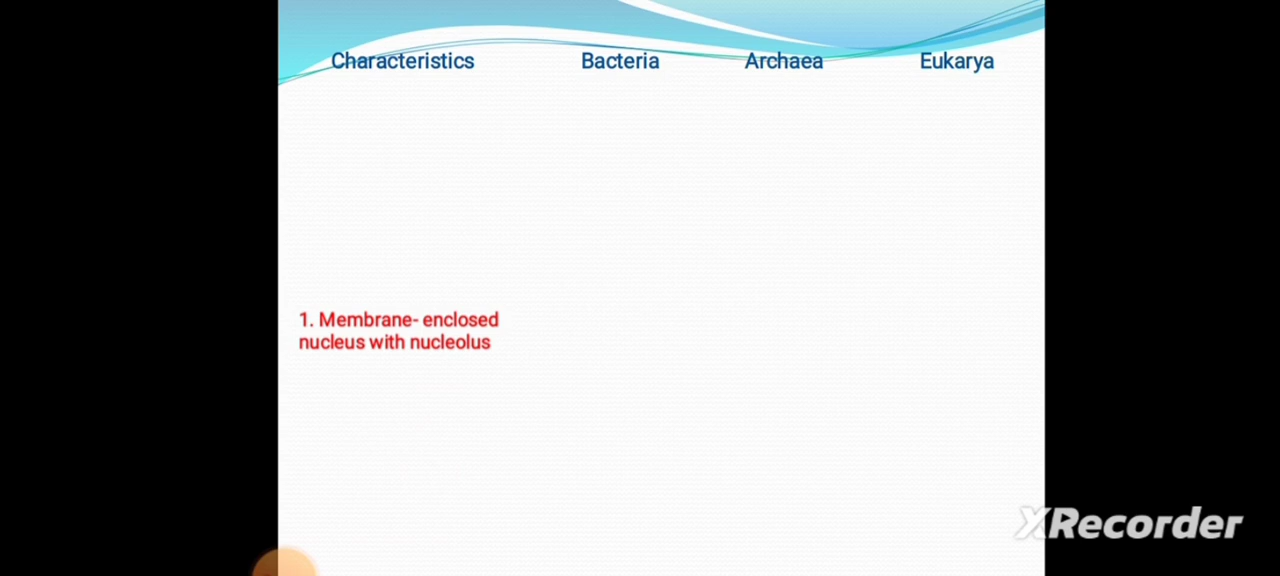 Characteristics Bacteria Archaea Eukarya
1. Membrane- enclosed
nucleus with nucleolus
XRecorder